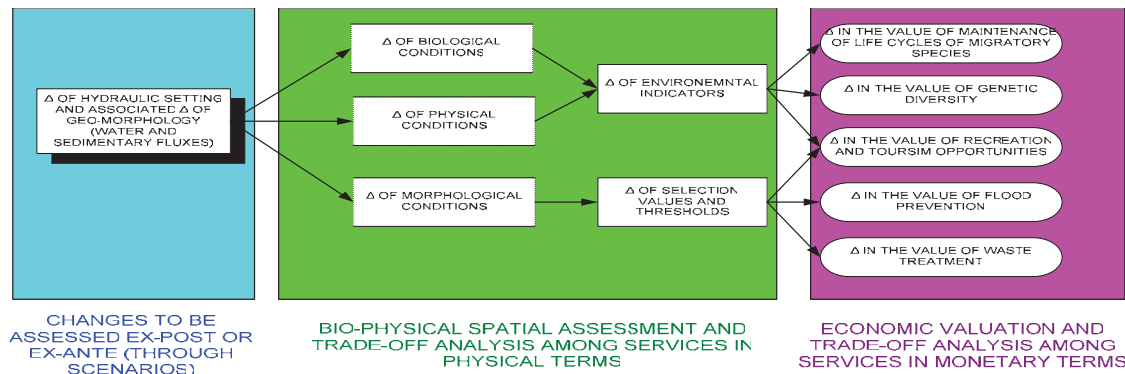 Δ OF HYDRAULIC SETTING
AND ASSOCIATED Δ OF
GEO-MORPHOLOGY
(WATER AND
SEDIMENTARY FLUXES)
Δ OF BIOLOGICAL
CONDITIONS
Δ OF PHYSICAL
CONDITIONS
Δ OF MORPHOLOGICAL
CONDITIONS
Δ OF ENVIRONEMNTAL
INDICATORS
Δ OF SELECTION
VALUES AND
THRESHOLDS
Δ IN THE VALUE OF MAINTENANCE
OF LIFE CYCLES OF MIGRATORY
SPECIES
Δ IN THE VALUE OF GENETIC
DIVERSITY
Δ IN THE VALUE OF RECREATION
AND TOURSIM OPPORTUNITIES
Δ IN THE VALUE OF FLOOD
PREVENTION
Δ IN THE VALUE OF WASTE
TREATMENT
CHANGES TO BE
ASSESSED EX-POST OR
EX-ANTE (THROUGH
SCENARIOS)
BIO-PHYSICAL SPATIAL ASSESSMENT AND
TRADE-OFF ANALYSIS AMONG SERVICES IN
PHYSICAL TERMS
ECONOMIC VALUATION AND
TRADE-OFF ANALYSIS AMONG
SERVICES IN MONETARY TERMS